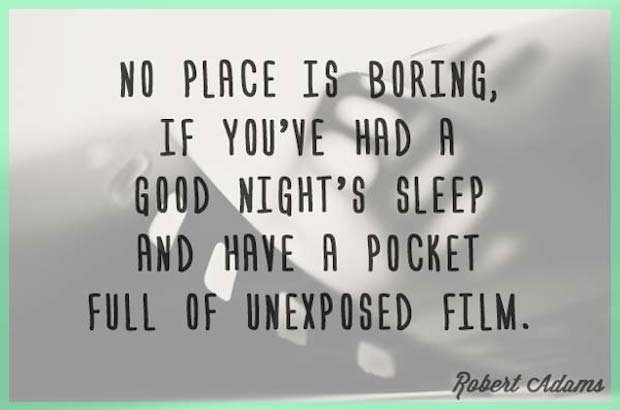 NO PLACE IS BORING,
IF YOU'VE HAD A
GOOD NIGHT'S SLEEP
AND HAVE A POCKET
FULL OF UNEXPOSED FILM.
Robert Adams